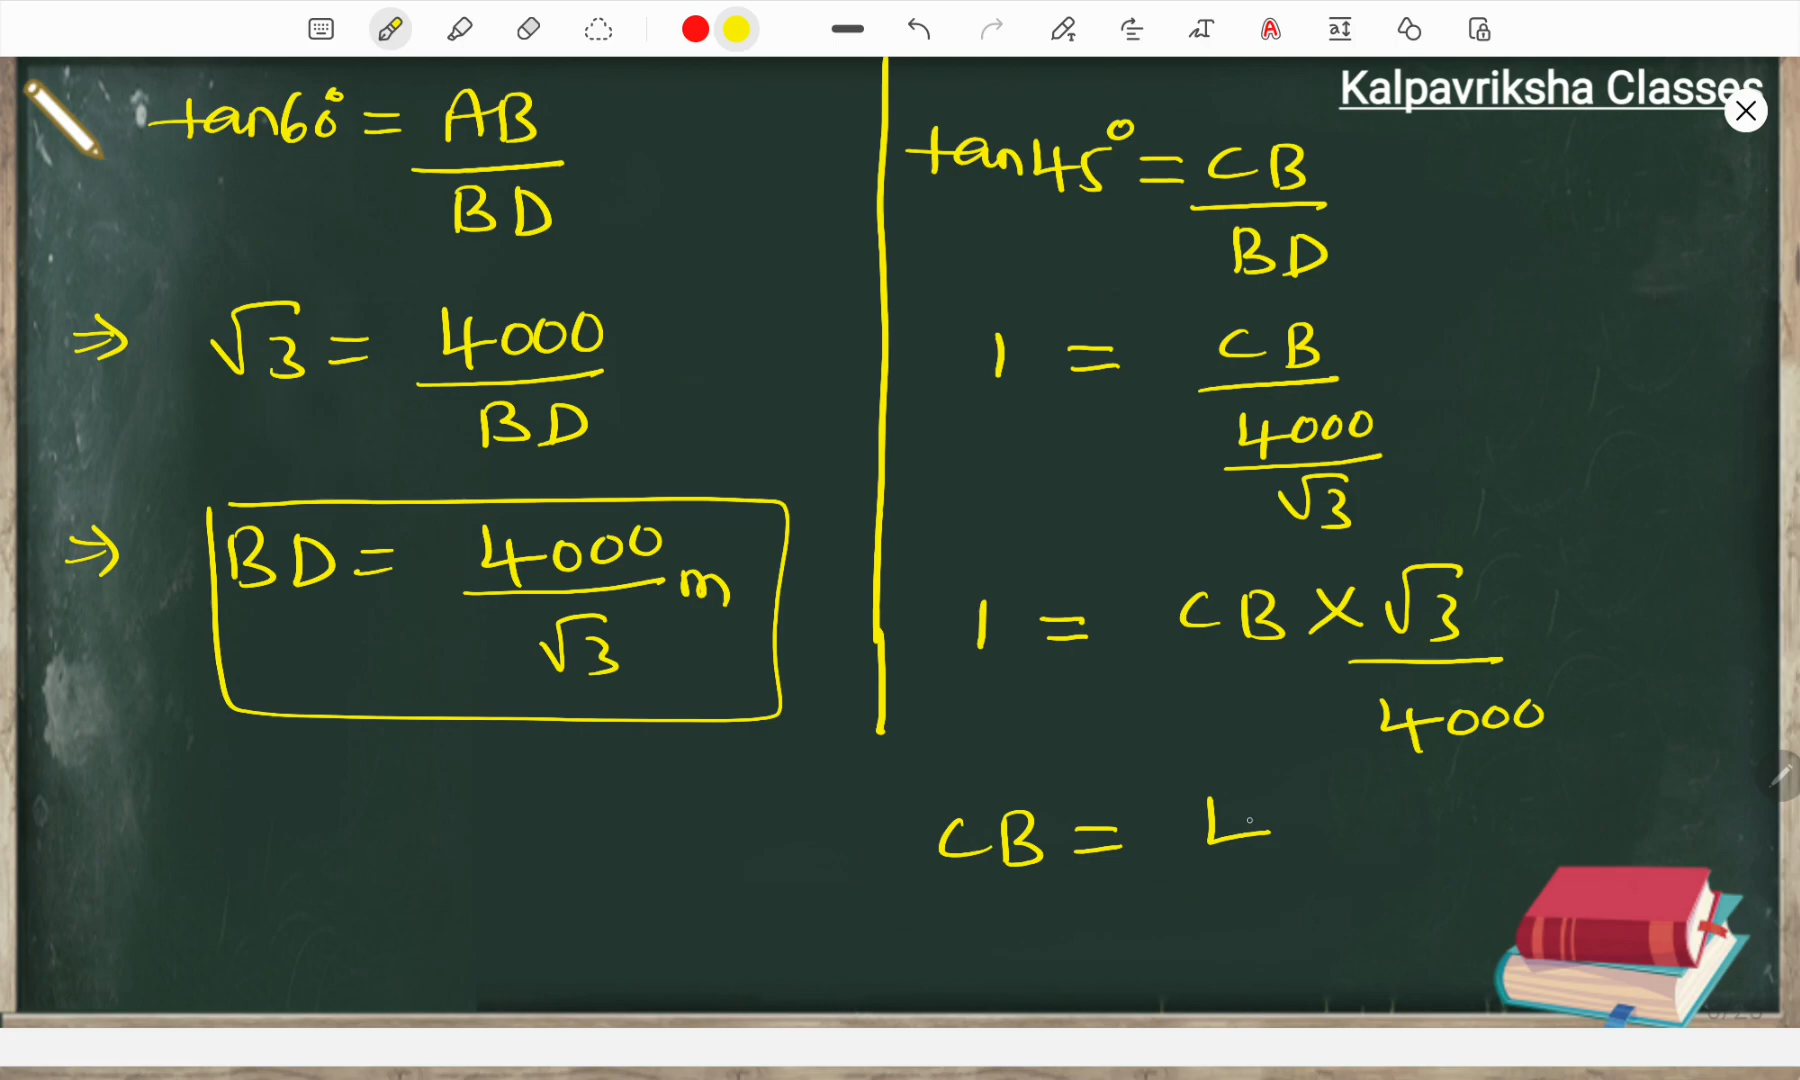 Kalpavriksha Classes
tan60° = AB
BD
⇒ √3 = 4000
BD
⇒ BD = 4000 m
√3
tan45° = CB
BD
1 = CB
4000
√3
1 = CB × √3
4000
CB =